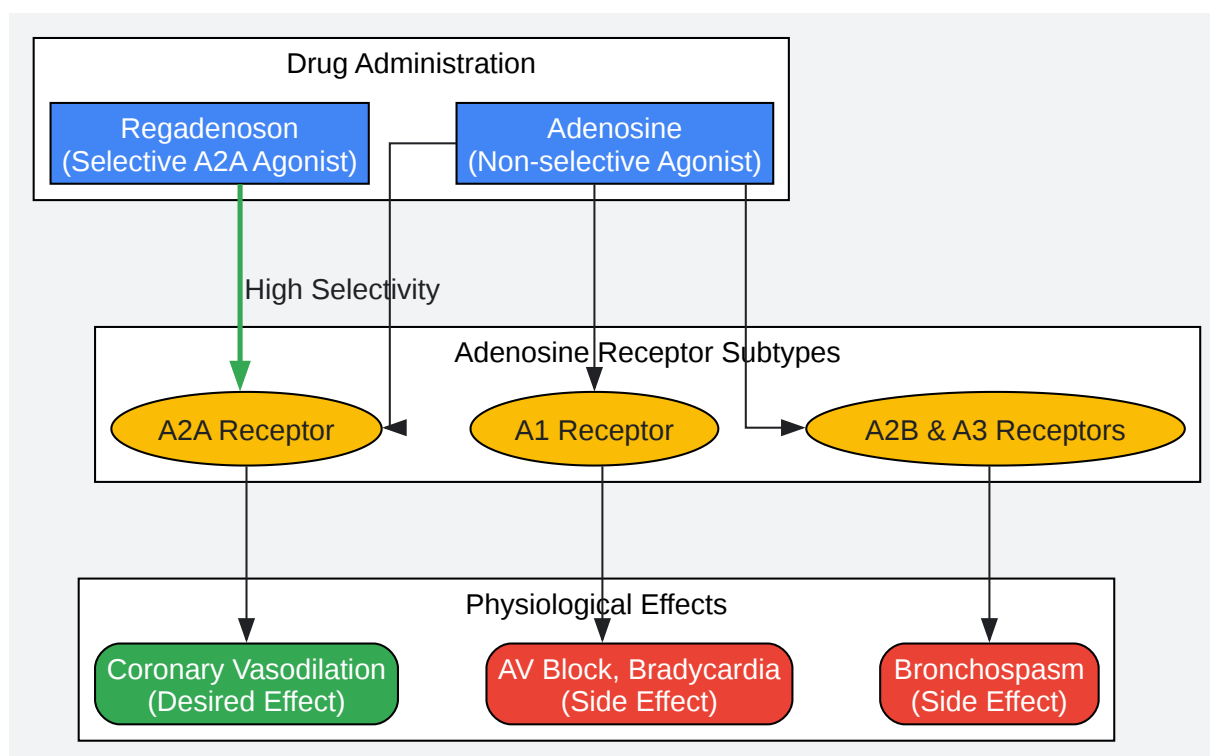 Drug Administration
Regadenoson
(Selective A2A Agonist)
Adenosine
(Non-selective Agonist)
High Selectivity
Adenosine Receptor Subtypes
A2A Receptor
A1 Receptor
A2B & A3 Receptors
Physiological Effects
Coronary Vasodilation
(Desired Effect)
AV Block, Bradycardia
(Side Effect)
Bronchospasm
(Side Effect)